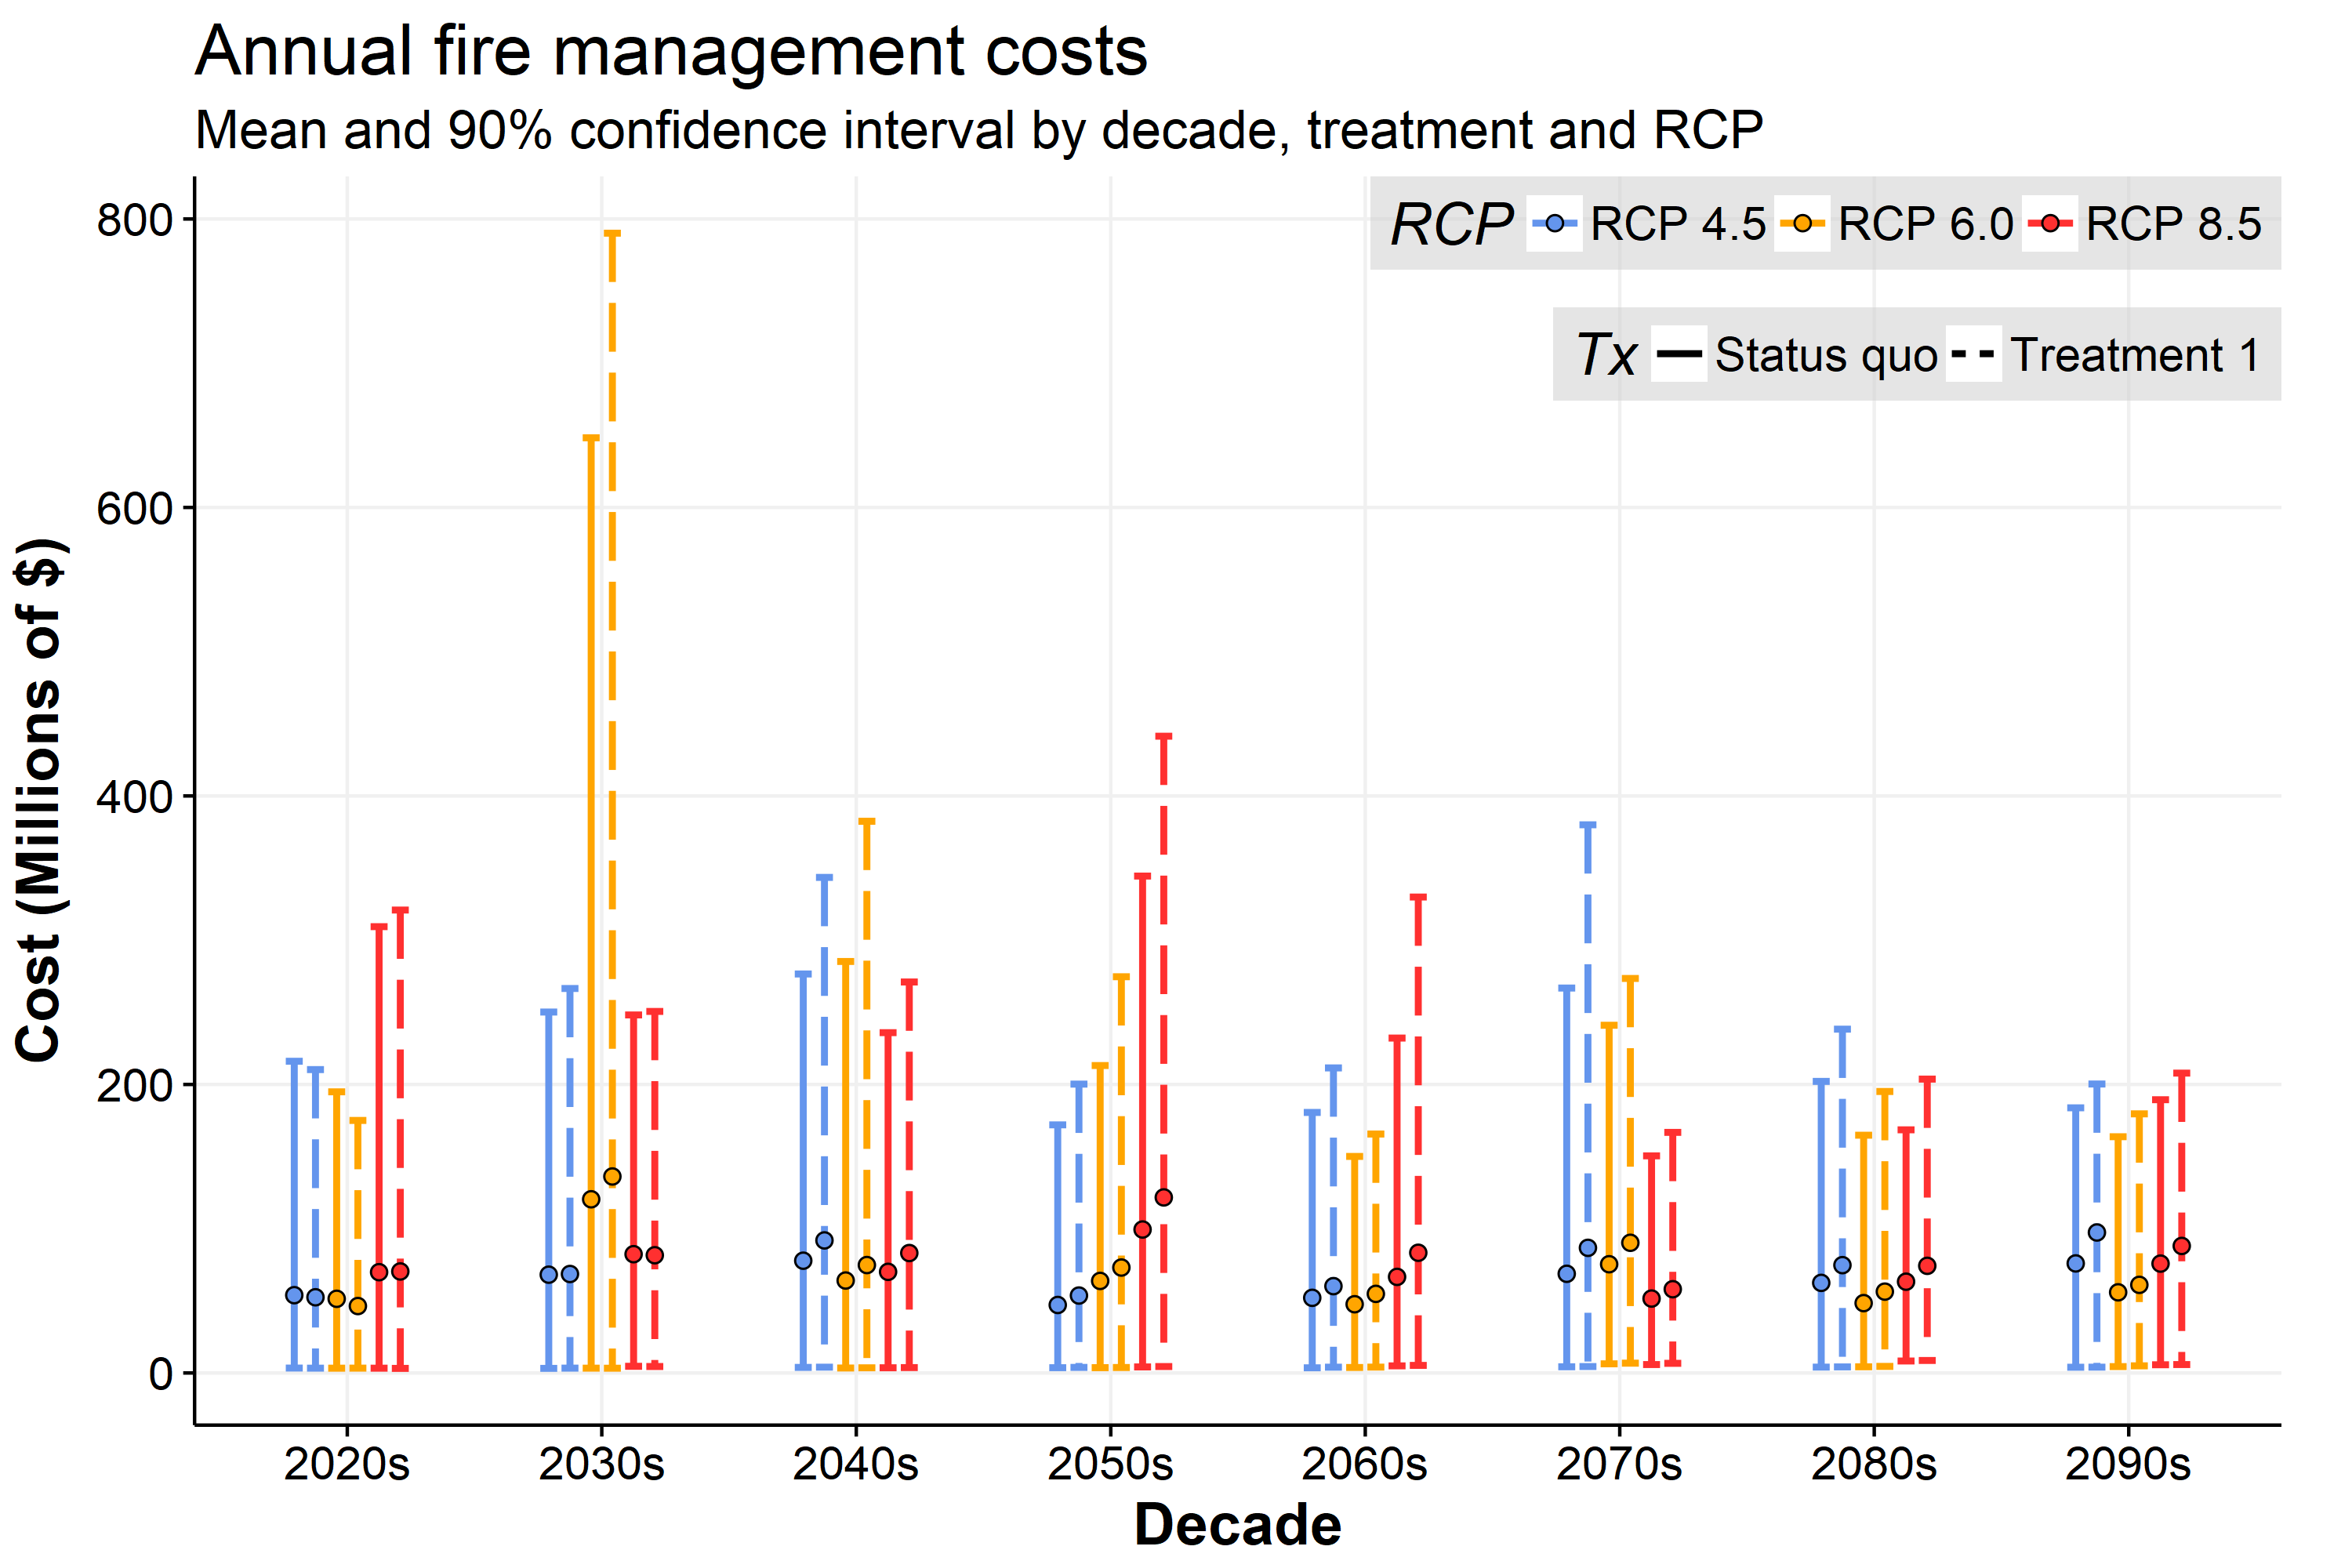 Annual fire management costs
Mean and 90% confidence interval by decade, treatment and RCP
RCP RCP 4.5 RCP 6.0 RCP 8.5
Tx Status quo Treatment 1
Cost (Millions of $)
800
600
400
200
0
2020s 2030s 2040s 2050s 2060s 2070s 2080s 2090s
Decade